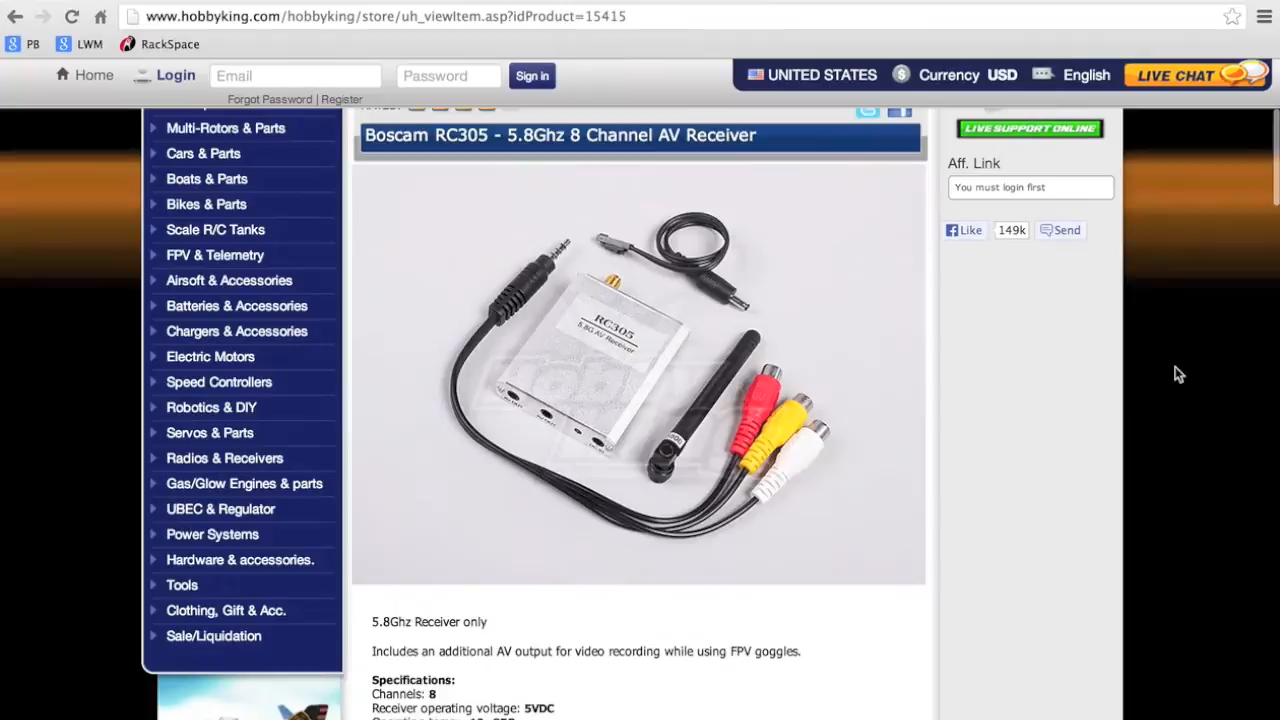 www.hobbyking.com/hobbyking/store/uh_viewItem.asp?idProduct=15415
PB LWM RackSpace
Home Login Email Password Sign in
Forgot Password | Register
UNITED STATES Currency USD English LIVE CHAT
Multi-Rotors & Parts
Cars & Parts
Boats & Parts
Bikes & Parts
Scale R/C Tanks
FPV & Telemetry
Airsoft & Accessories
Batteries & Accessories
Chargers & Accessories
Electric Motors
Speed Controllers
Robotics & DIY
Servos & Parts
Radios & Receivers
Gas/Glow Engines & parts
UBEC & Regulator
Power Systems
Hardware & accessories.
Tools
Clothing, Gift & Acc.
Sale/Liquidation
Boscam RC305 - 5.8Ghz 8 Channel AV Receiver
RC305
5.8G AV Receiver
5.8Ghz Receiver only
Includes an additional AV output for video recording while using FPV goggles.
Specifications:
Channels: 8
Receiver operating voltage: 5VDC
LIVE SUPPORT ONLINE
Aff. Link
You must login first
Like 149k Send